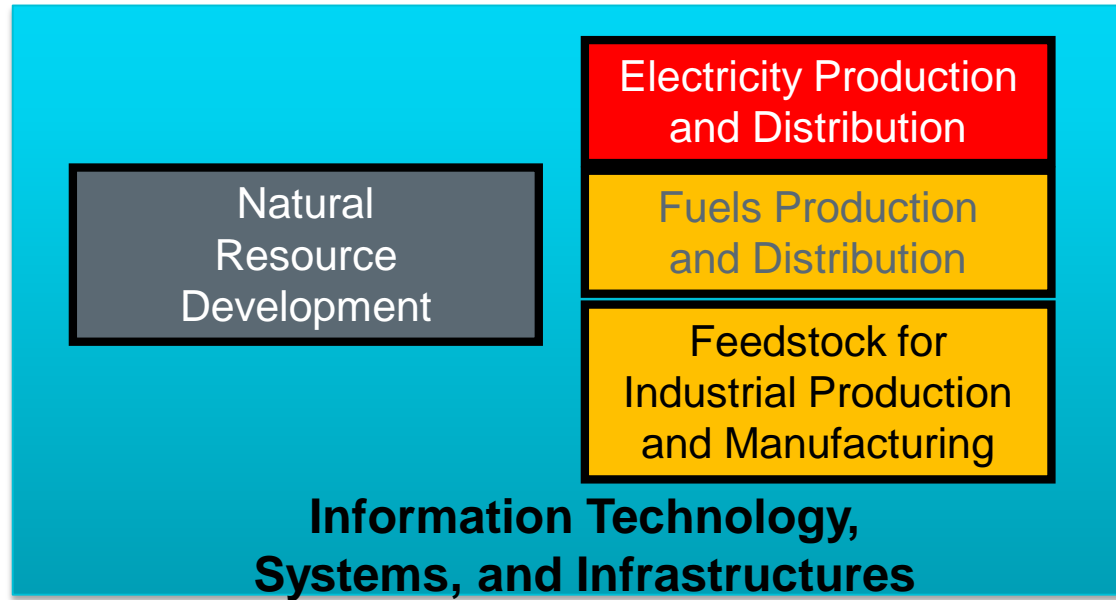 Electricity Production
and Distribution
Natural
Resource
Development
Fuels Production
and Distribution
Feedstock for
Industrial Production
and Manufacturing
Information Technology,
Systems, and Infrastructures